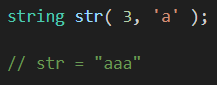 string str( 3, 'a' );
// str = "aaa"